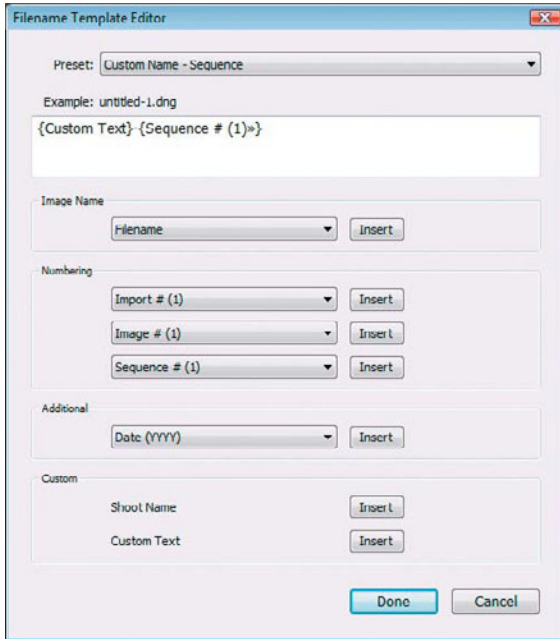 Filename Template Editor
Preset: Custom Name - Sequence
Example: untitled-1.dng
{Custom Text}-{Sequence # (1)»}
Image Name
Filename Insert
Numbering
Import # (1) Insert
Image # (1) Insert
Sequence # (1) Insert
Additional
Date (YYYY) Insert
Custom
Shoot Name Insert
Custom Text Insert
Done Cancel